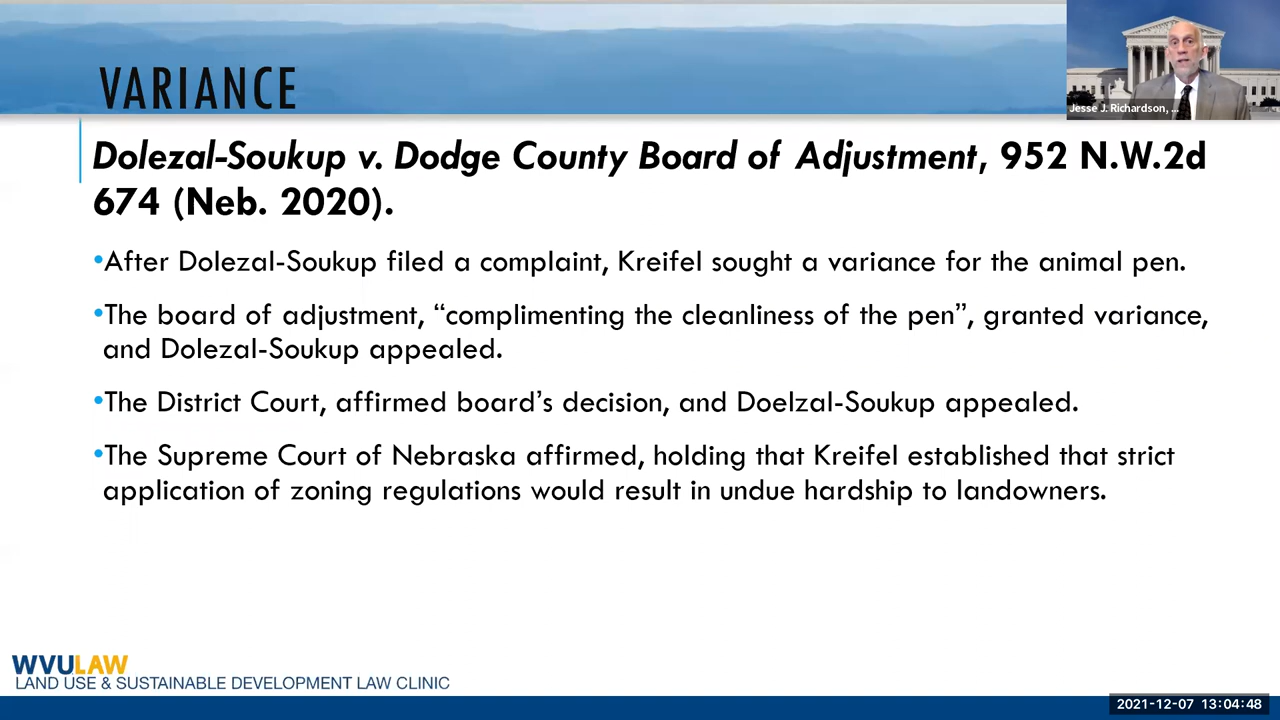 VARIANCE
Jesse J. Richardson, ...
Dolezal-Soukup v. Dodge County Board of Adjustment, 952 N.W.2d
674 (Neb. 2020).
•After Dolezal-Soukup filed a complaint, Kreifel sought a variance for the animal pen.
•The board of adjustment, “complimenting the cleanliness of the pen”, granted variance,
and Dolezal-Soukup appealed.
•The District Court, affirmed board’s decision, and Doelzal-Soukup appealed.
•The Supreme Court of Nebraska affirmed, holding that Kreifel established that strict
application of zoning regulations would result in undue hardship to landowners.
WVULAW
LAND USE & SUSTAINABLE DEVELOPMENT LAW CLINIC
2021-12-07 13:04:48